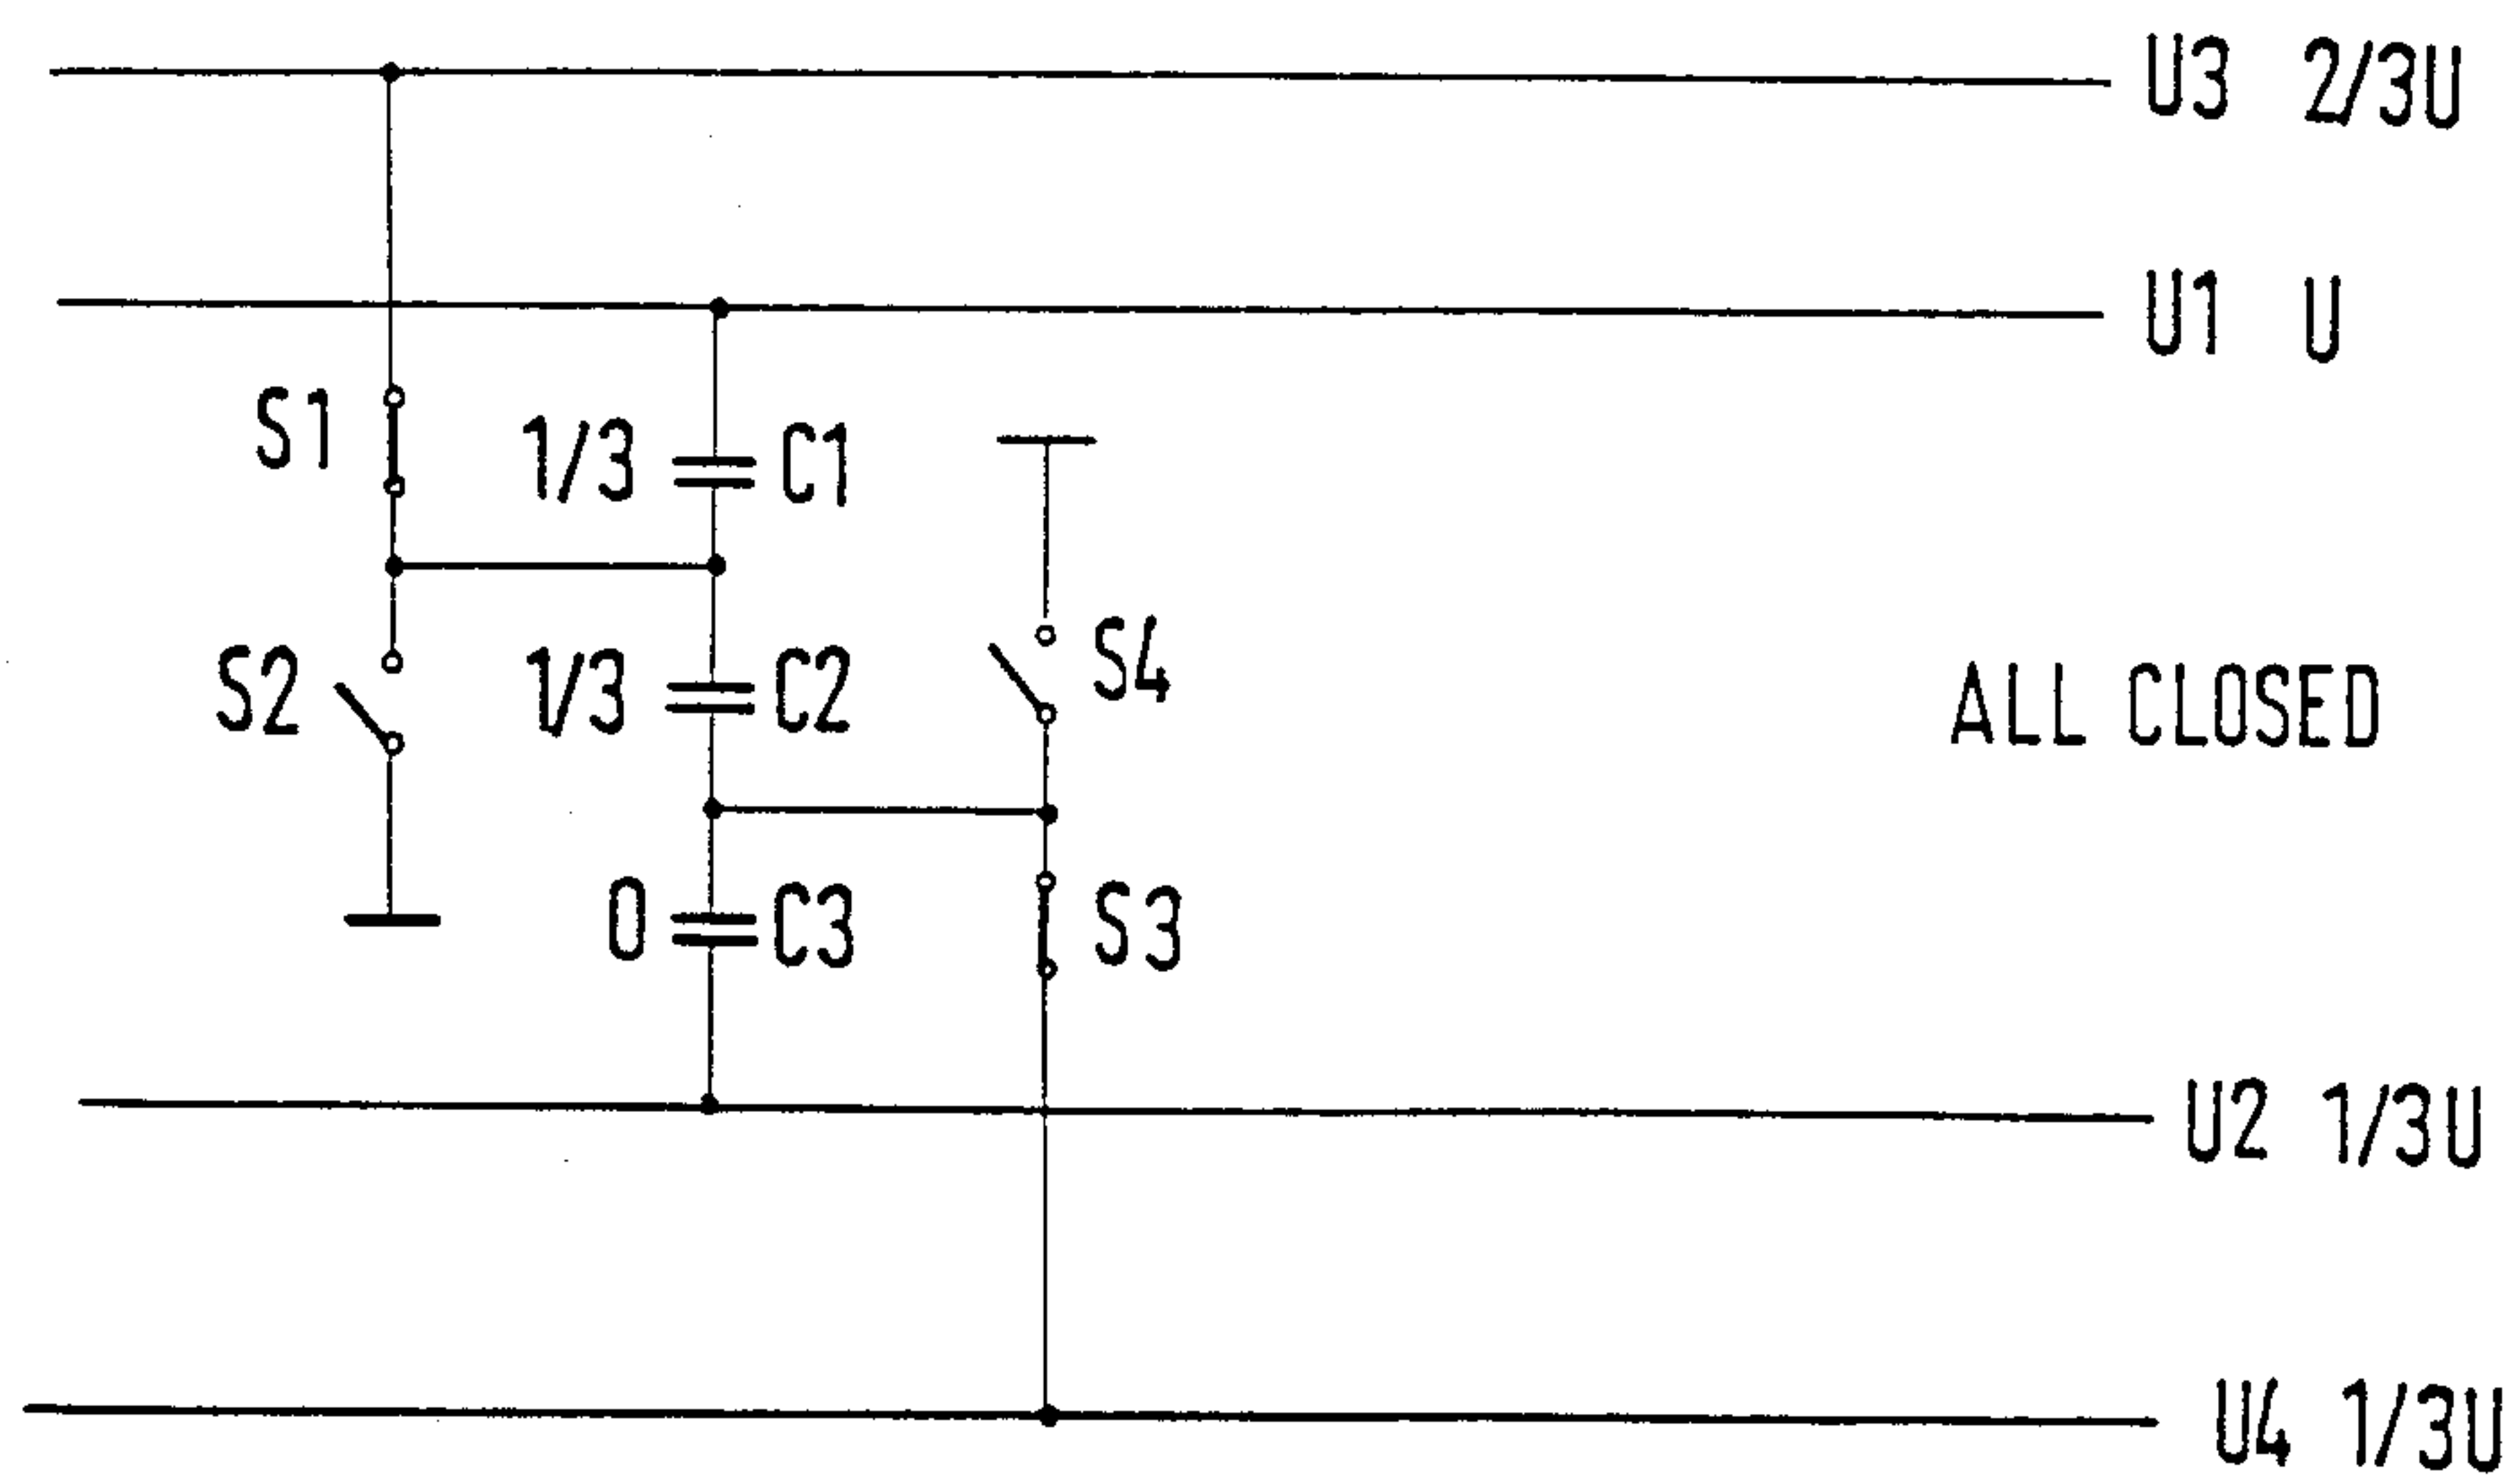 U3 2/3U
U1 U
S1
1/3
C1
S2
1/3
C2
S4
ALL CLOSED
0
C3
S3
U2 1/3U
U4 1/3U